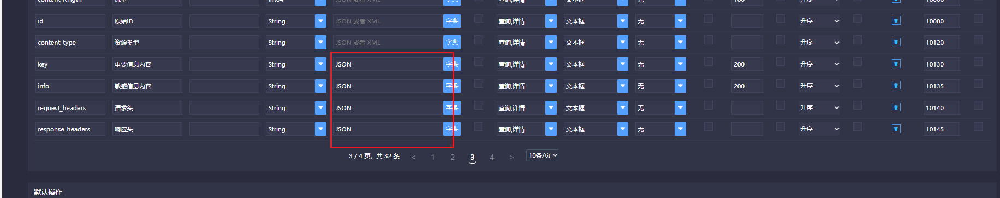 content_length 流量 Int64 JSON 或者 XML 字典 查询,详情 文本框 无 升序
id 原始ID String JSON 或者 XML 字典 查询,详情 文本框 无 升序 10080
content_type 资源类型 String JSON 或者 XML 字典 查询,详情 文本框 无 升序 10120
key 重要信息内容 String JSON 字典 查询,详情 文本框 无 200 升序 10130
info 敏感信息内容 String JSON 字典 查询,详情 文本框 无 200 升序 10135
request_headers 请求头 String JSON 字典 查询,详情 文本框 无 升序 10140
response_headers 响应头 String JSON 字典 查询,详情 文本框 无 升序 10145
3 / 4 页，共 32 条 < 1 2 3 4 > 10条/页
默认操作